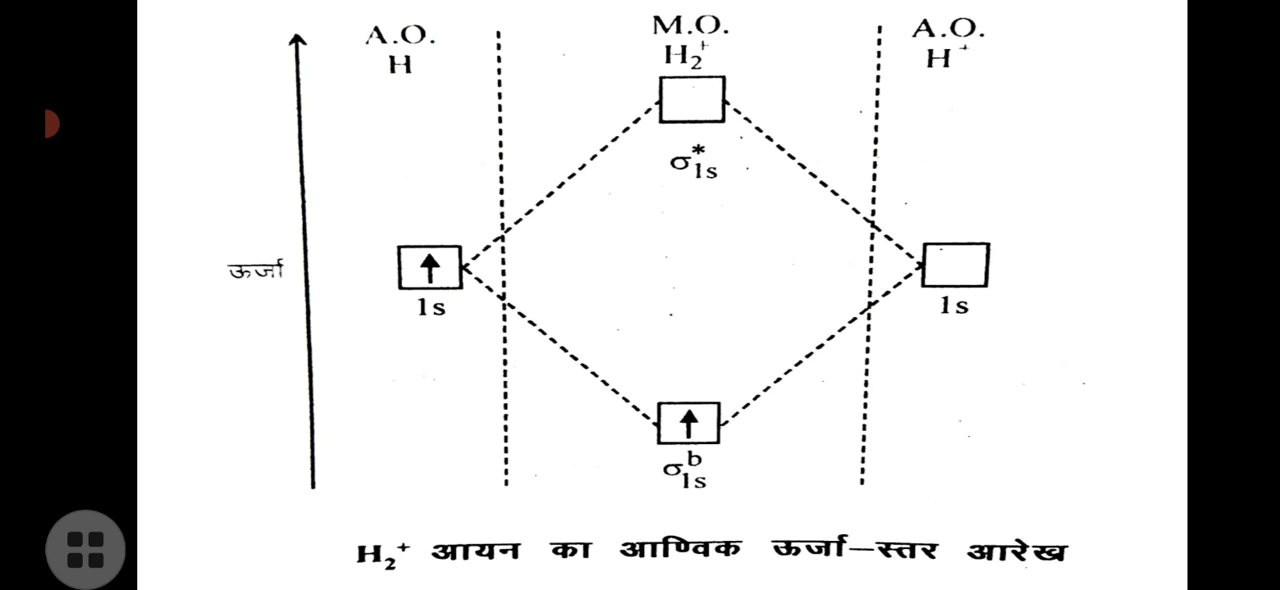 A.O.
H
M.O.
H₂⁺
A.O.
H⁺
σ*1s
ऊर्जा
1s
1s
σᵇ1s
H₂⁺ आयन का आण्विक ऊर्जा–स्तर आरेख